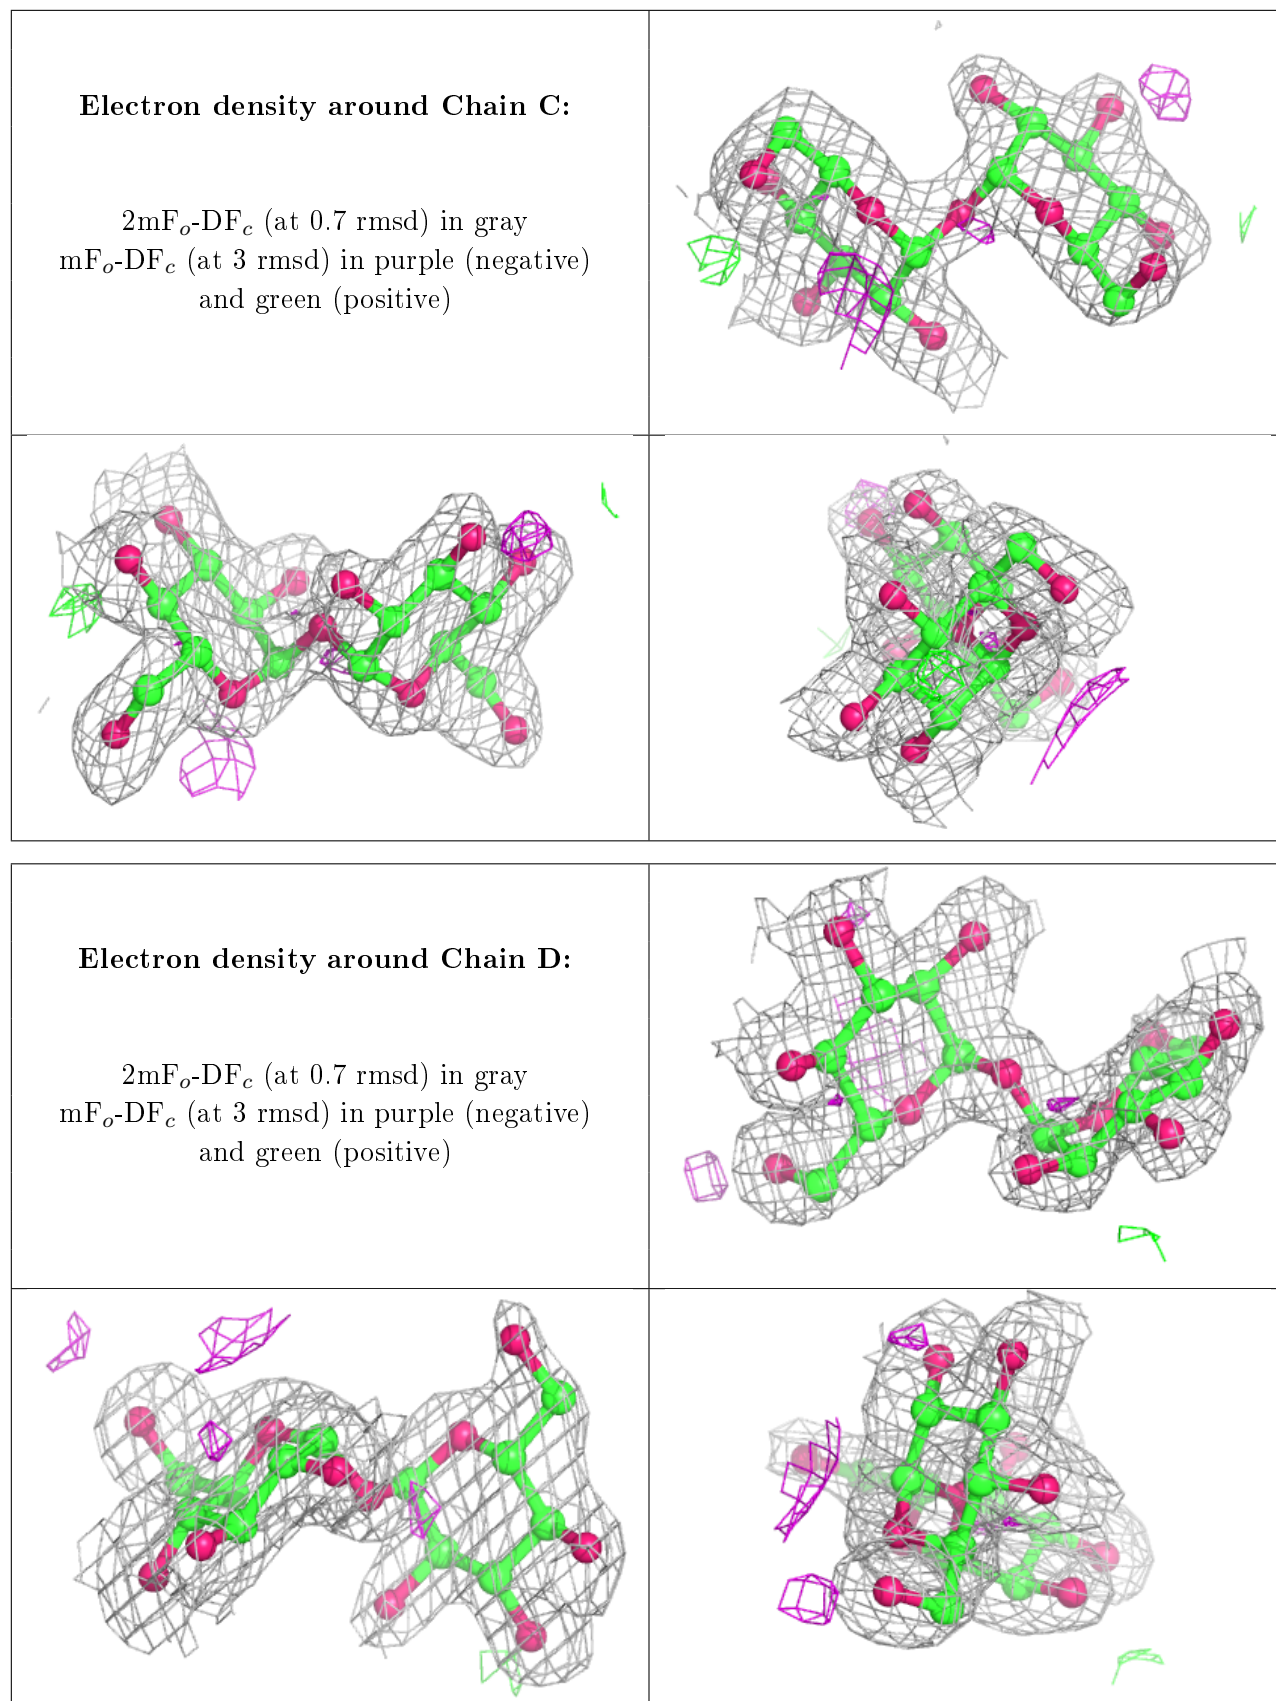 Electron density around Chain C:
2mFo-DFc (at 0.7 rmsd) in gray
mFo-DFc (at 3 rmsd) in purple (negative)
and green (positive)
Electron density around Chain D:
2mFo-DFc (at 0.7 rmsd) in gray
mFo-DFc (at 3 rmsd) in purple (negative)
and green (positive)